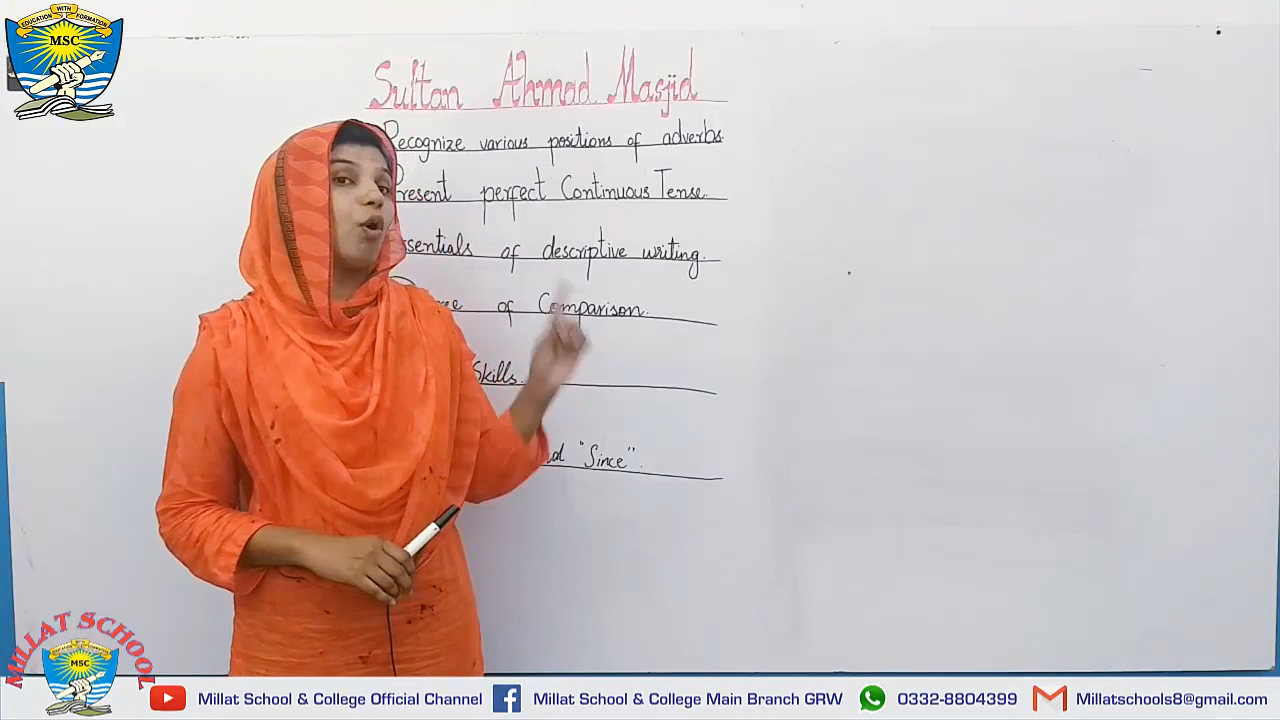 EDUCATION WITH FORMATION
MSC
Sultan Ahmad Masjid
Recognize various positions of adverbs.
Present perfect Continuous Tense.
Essentials of descriptive writing.
of Comparison.
Skills.
"Since".
MILLAT SCHOOL
MSC
Millat School & College Official Channel
Millat School & College Main Branch GRW
0332-8804399
Millatschools8@gmail.com